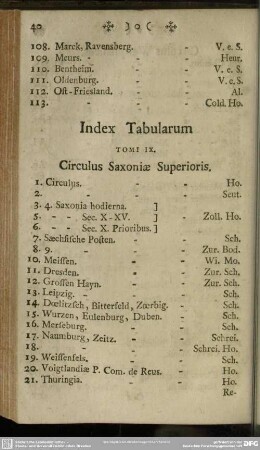 40 ✠ ) o ( ✠
108. Marck, Ravensberg. - V. e. S.
109. Meurs. - - - Heur.
110. Bentheim. - - V. e. S.
111. Oldenburg. - - V. e. S.
112. Ost-Friesland. - - Al.
113. - - - Cold. Ho.
Index Tabularum
TOMI IX.
Circulus Saxoniæ Superioris.
1. Circulus. - - Ho.
2. - - - Scut.
3. 4. Saxonia hodierna. ]
5. - - Sec. X-XV. ] Zoll. Ho.
6. - - Sec. X. Prioribus. ]
7. Sæchsische Posten. - Sch.
8. 9. - - - Zur. Bod.
10. Meissen. - - Wi. Mo.
11. Dresden. - - Zur. Sch.
12. Grossen Hayn. - - Zur. Sch.
13. Leipzig. - - - Sch.
14. Dœlitzsch, Bitterfeld, Zœrbig. - Sch.
15. Wurzen, Eulenburg, Duben. - Sch.
16. Merseburg. - - Sch.
17. Naumburg, Zeitz. - - Schrei.
18. - - - Schrei. Ho.
19. Weissenfels. - - Sch.
20. Voigtlandiæ P. Com. de Reus. - Ho.
21. Thuringia. - - Ho.
Re-